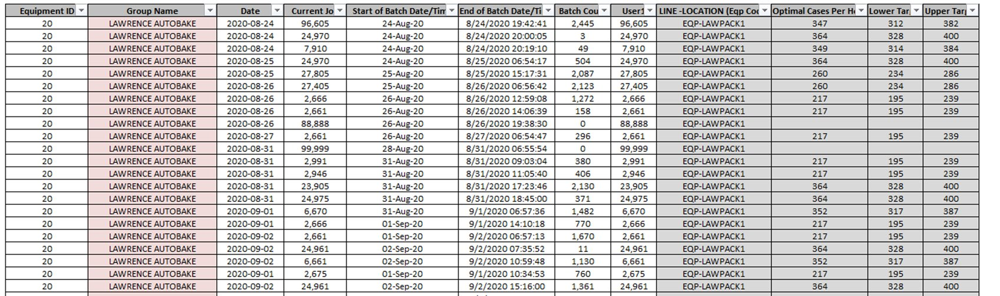 Equipment ID Group Name Date Current Jo Start of Batch Date/Tim End of Batch Date/Ti Batch Cou User1 LINE -LOCATION (Eqp Coc Optimal Cases Per Ho Lower Tar Upper Tar
20 LAWRENCE AUTOBAKE 2020-08-24 96,605 24-Aug-20 8/24/2020 19:42:41 2,445 96,605 EQP-LAWPACK1 347 312 382
20 LAWRENCE AUTOBAKE 2020-08-24 24,970 24-Aug-20 8/24/2020 20:00:05 3 24,970 EQP-LAWPACK1 364 328 400
20 LAWRENCE AUTOBAKE 2020-08-24 7,910 24-Aug-20 8/24/2020 20:19:10 49 7,910 EQP-LAWPACK1 349 314 384
20 LAWRENCE AUTOBAKE 2020-08-25 24,970 24-Aug-20 8/25/2020 06:54:17 504 24,970 EQP-LAWPACK1 364 328 400
20 LAWRENCE AUTOBAKE 2020-08-25 27,805 25-Aug-20 8/25/2020 15:17:31 2,087 27,805 EQP-LAWPACK1 260 234 286
20 LAWRENCE AUTOBAKE 2020-08-26 27,405 25-Aug-20 8/26/2020 06:56:42 2,123 27,405 EQP-LAWPACK1 260 234 286
20 LAWRENCE AUTOBAKE 2020-08-26 2,666 26-Aug-20 8/26/2020 12:59:08 1,272 2,666 EQP-LAWPACK1 217 195 239
20 LAWRENCE AUTOBAKE 2020-08-26 2,661 26-Aug-20 8/26/2020 14:06:39 158 2,661 EQP-LAWPACK1 217 195 239
20 LAWRENCE AUTOBAKE 2020-08-26 88,888 26-Aug-20 8/26/2020 19:38:30 0 88,888 EQP-LAWPACK1
20 LAWRENCE AUTOBAKE 2020-08-27 2,661 26-Aug-20 8/27/2020 06:54:47 296 2,661 EQP-LAWPACK1 217 195 239
20 LAWRENCE AUTOBAKE 2020-08-31 99,999 28-Aug-20 8/31/2020 06:55:54 0 99,999 EQP-LAWPACK1
20 LAWRENCE AUTOBAKE 2020-08-31 2,991 31-Aug-20 8/31/2020 09:03:04 380 2,991 EQP-LAWPACK1 217 195 239
20 LAWRENCE AUTOBAKE 2020-08-31 2,946 31-Aug-20 8/31/2020 11:05:40 406 2,946 EQP-LAWPACK1 217 195 239
20 LAWRENCE AUTOBAKE 2020-08-31 23,905 31-Aug-20 8/31/2020 17:23:46 2,130 23,905 EQP-LAWPACK1 364 328 400
20 LAWRENCE AUTOBAKE 2020-08-31 24,975 31-Aug-20 8/31/2020 18:45:00 371 24,975 EQP-LAWPACK1 364 328 400
20 LAWRENCE AUTOBAKE 2020-09-01 6,670 31-Aug-20 9/1/2020 06:57:36 1,482 6,670 EQP-LAWPACK1 352 317 387
20 LAWRENCE AUTOBAKE 2020-09-01 2,666 01-Sep-20 9/1/2020 14:10:18 770 2,666 EQP-LAWPACK1 217 195 239
20 LAWRENCE AUTOBAKE 2020-09-02 2,661 01-Sep-20 9/2/2020 06:57:13 1,670 2,661 EQP-LAWPACK1 217 195 239
20 LAWRENCE AUTOBAKE 2020-09-02 24,961 02-Sep-20 9/2/2020 07:35:52 11 24,961 EQP-LAWPACK1 364 328 400
20 LAWRENCE AUTOBAKE 2020-09-02 6,661 02-Sep-20 9/2/2020 10:59:48 1,130 6,661 EQP-LAWPACK1 352 317 387
20 LAWRENCE AUTOBAKE 2020-09-01 2,675 01-Sep-20 9/1/2020 10:34:53 760 2,675 EQP-LAWPACK1 217 195 239
20 LAWRENCE AUTOBAKE 2020-09-02 24,961 02-Sep-20 9/2/2020 15:16:00 1,361 24,961 EQP-LAWPACK1 364 328 400